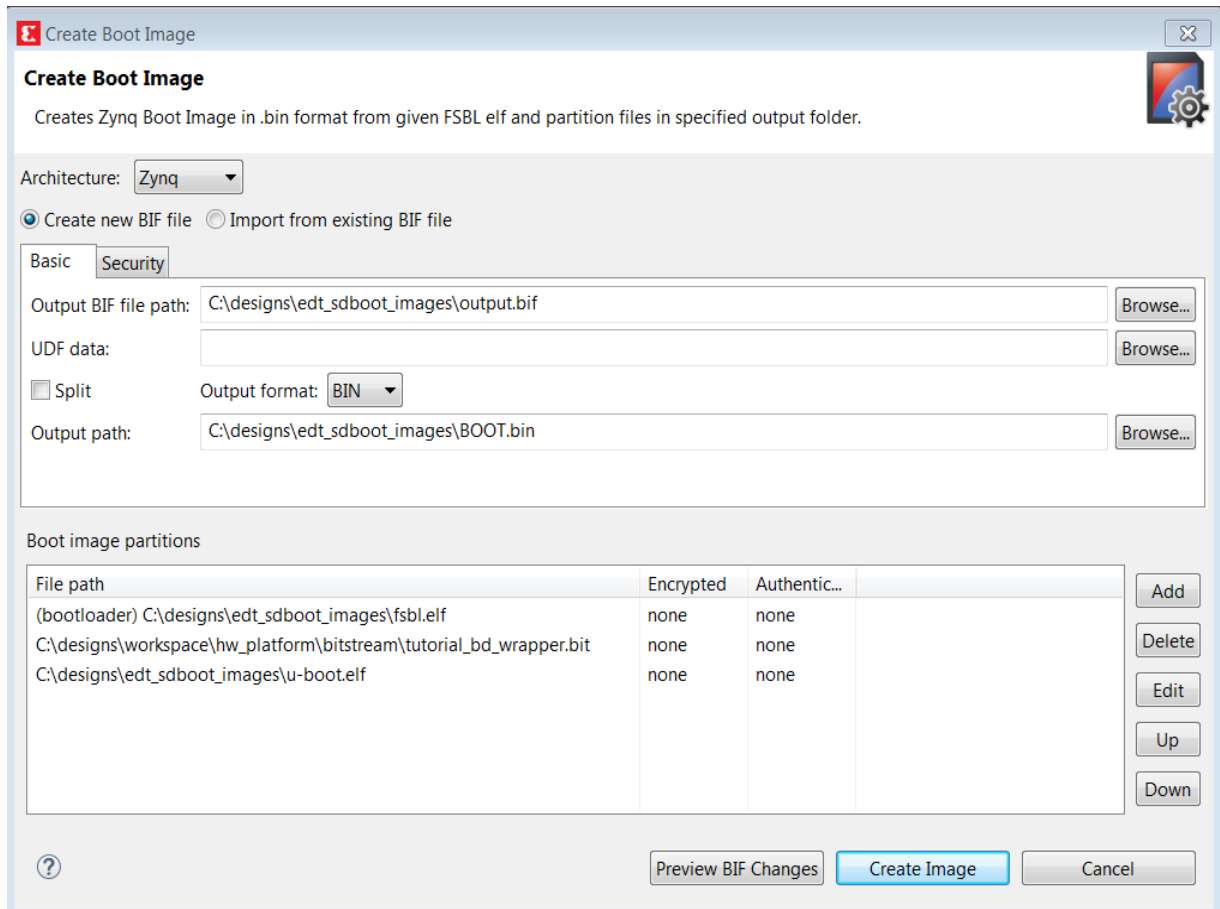 Create Boot Image
Create Boot Image
Creates Zynq Boot Image in .bin format from given FSBL elf and partition files in specified output folder.
Architecture: Zynq
Create new BIF file Import from existing BIF file
Basic Security
Output BIF file path: C:\designs\edt_sdboot_images\output.bif Browse...
UDF data: Browse...
Split Output format: BIN
Output path: C:\designs\edt_sdboot_images\BOOT.bin Browse...
Boot image partitions
File path Encrypted Authentic... Add
(bootloader) C:\designs\edt_sdboot_images\fsbl.elf none none
C:\designs\workspace\hw_platform\bitstream\tutorial_bd_wrapper.bit none none Delete
C:\designs\edt_sdboot_images\u-boot.elf none none
Edit
Up
Down
? Preview BIF Changes Create Image Cancel